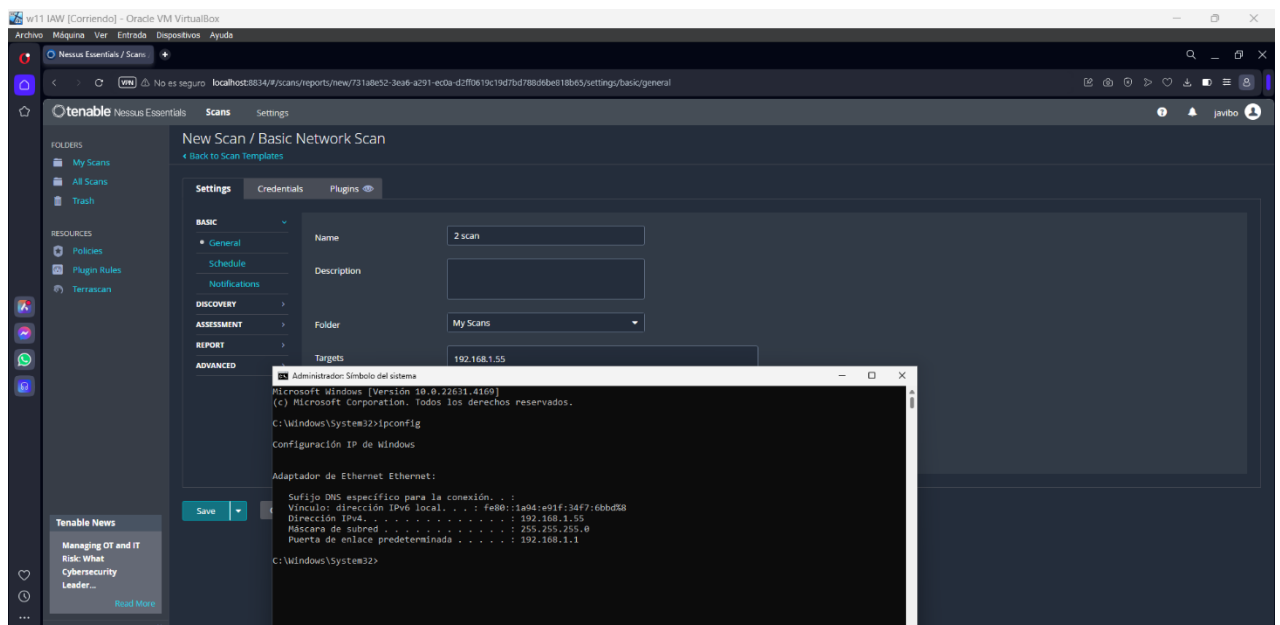 w11 IAW [Corriendo] - Oracle VM VirtualBox
Archivo Máquina Ver Entrada Dispositivos Ayuda
Nessus Essentials / Scans
VPN No es seguro localhost:8834/#/scans/reports/new/731a8e52-3ea6-a291-ec0a-d2ff0619c19d7bd788d6be818b65/settings/basic/general
tenable Nessus Essentials Scans Settings javibo
FOLDERS
My Scans
All Scans
Trash
RESOURCES
Policies
Plugin Rules
Terrascan
New Scan / Basic Network Scan
Back to Scan Templates
Settings Credentials Plugins
BASIC
General
Schedule
Notifications
DISCOVERY
ASSESSMENT
REPORT
ADVANCED
Name 2 scan
Description
Folder My Scans
Targets 192.168.1.55
Save
Tenable News
Managing OT and IT
Risk: What
Cybersecurity
Leader...
Read More
Administrador: Símbolo del sistema
Microsoft Windows [Versión 10.0.22631.4169]
(c) Microsoft Corporation. Todos los derechos reservados.
C:\Windows\System32>ipconfig
Configuración IP de Windows
Adaptador de Ethernet Ethernet:
Sufijo DNS específico para la conexión. . :
Vínculo: dirección IPv6 local. . . : fe80::1a94:e91f:34f7:6bbd%8
Dirección IPv4. . . . . . . . . . . . . . : 192.168.1.55
Máscara de subred . . . . . . . . . . . . : 255.255.255.0
Puerta de enlace predeterminada . . . . . : 192.168.1.1
C:\Windows\System32>